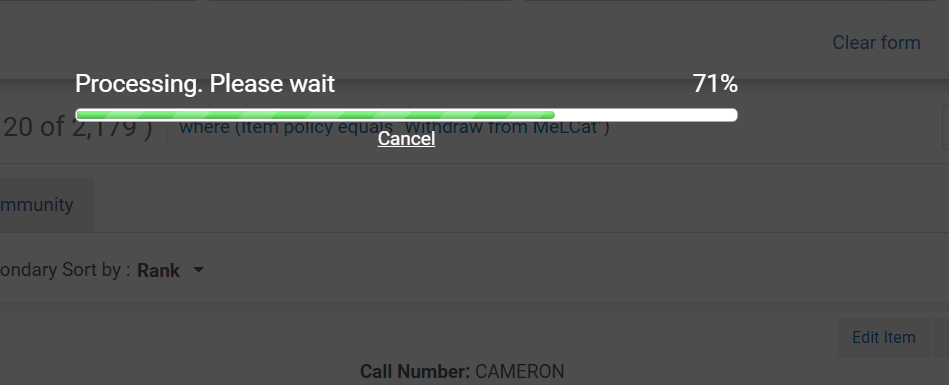 Clear form
Processing. Please wait 71%
20 of 2,179 ) where (Item policy equals "Withdraw from MeLCat" )
Cancel
mmunity
ondary Sort by : Rank
Edit Item
Call Number: CAMERON